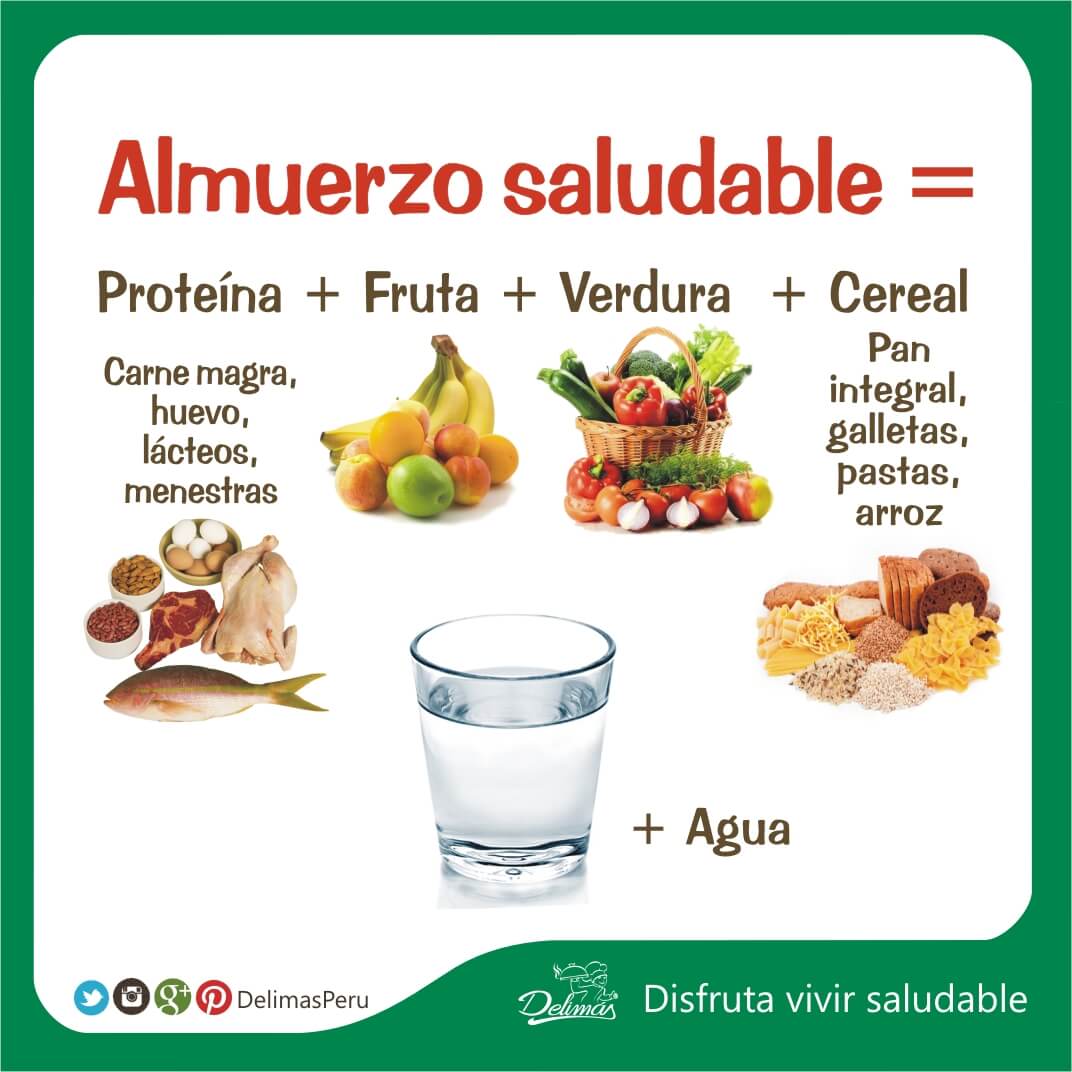 Almuerzo saludable =
Proteína + Fruta + Verdura + Cereal
Carne magra,
huevo,
lácteos,
menestras
Pan
integral,
galletas,
pastas,
arroz
+ Agua
g+
DelimasPeru
Delimas
Disfruta vivir saludable